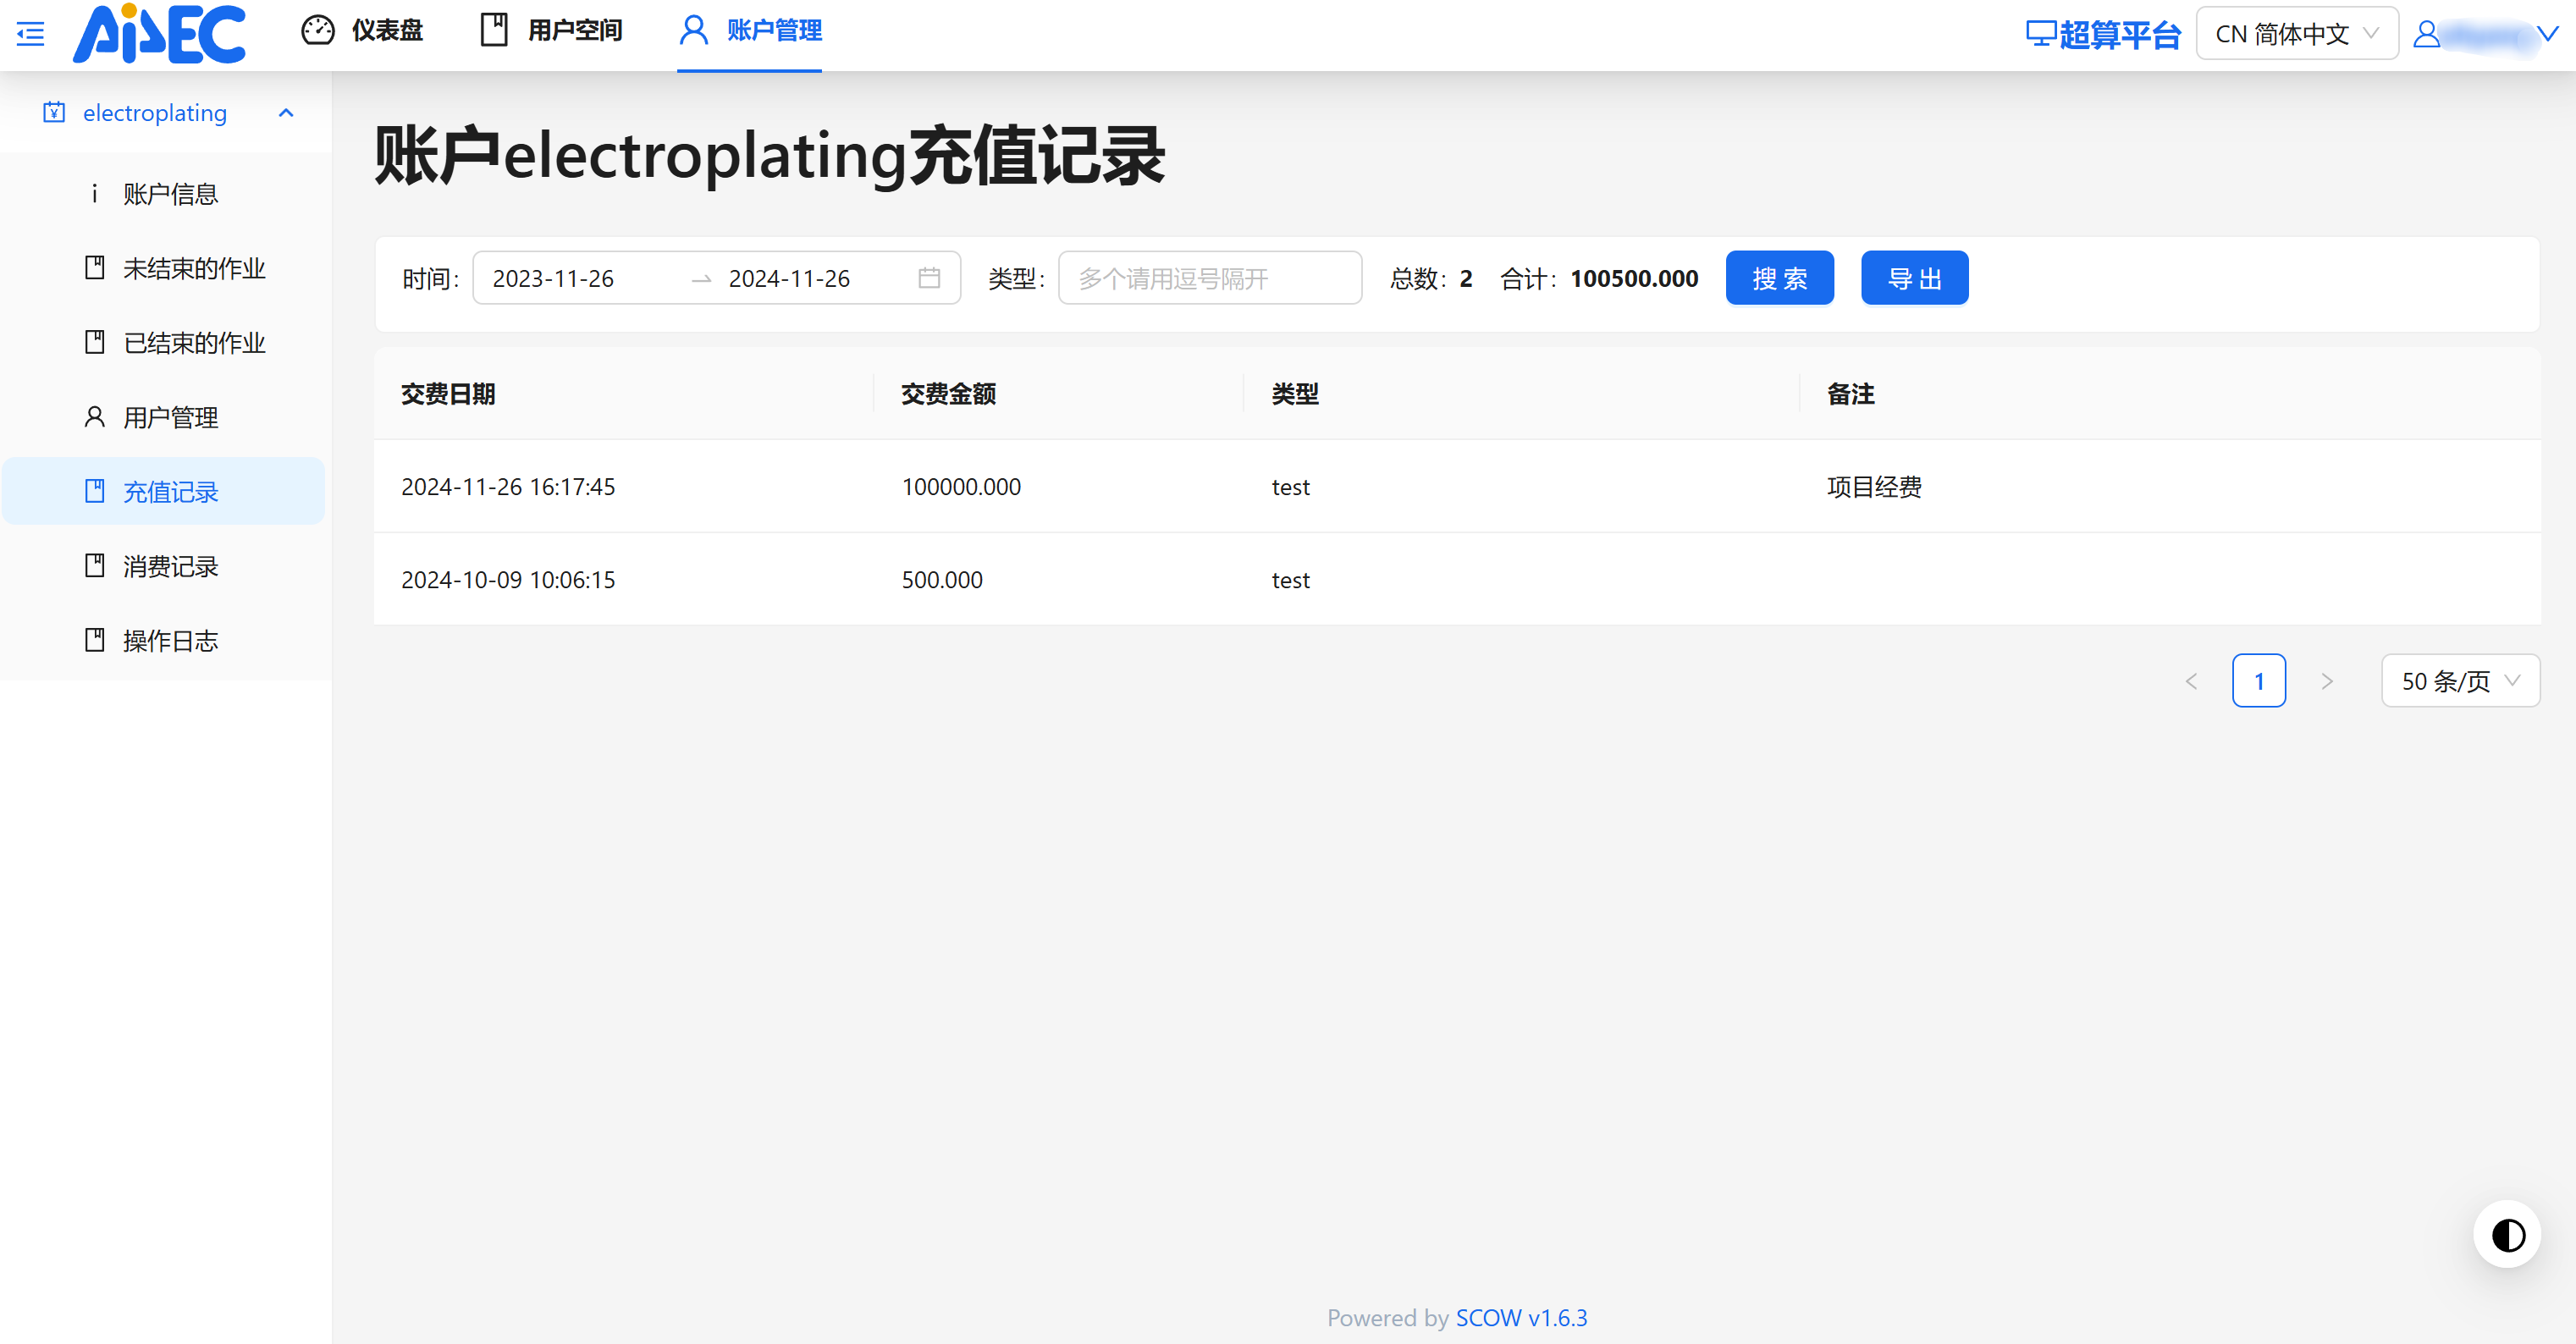 AiDEC 仪表盘 用户空间 账户管理 超算平台 CN 简体中文
electroplating
账户信息
未结束的作业
已结束的作业
用户管理
充值记录
消费记录
操作日志
账户electroplating充值记录
时间: 2023-11-26 → 2024-11-26 类型: 多个请用逗号隔开 总数: 2 合计: 100500.000 搜 索 导 出
交费日期 交费金额 类型 备注
2024-11-26 16:17:45 100000.000 test 项目经费
2024-10-09 10:06:15 500.000 test
< 1 > 50 条/页
Powered by SCOW v1.6.3